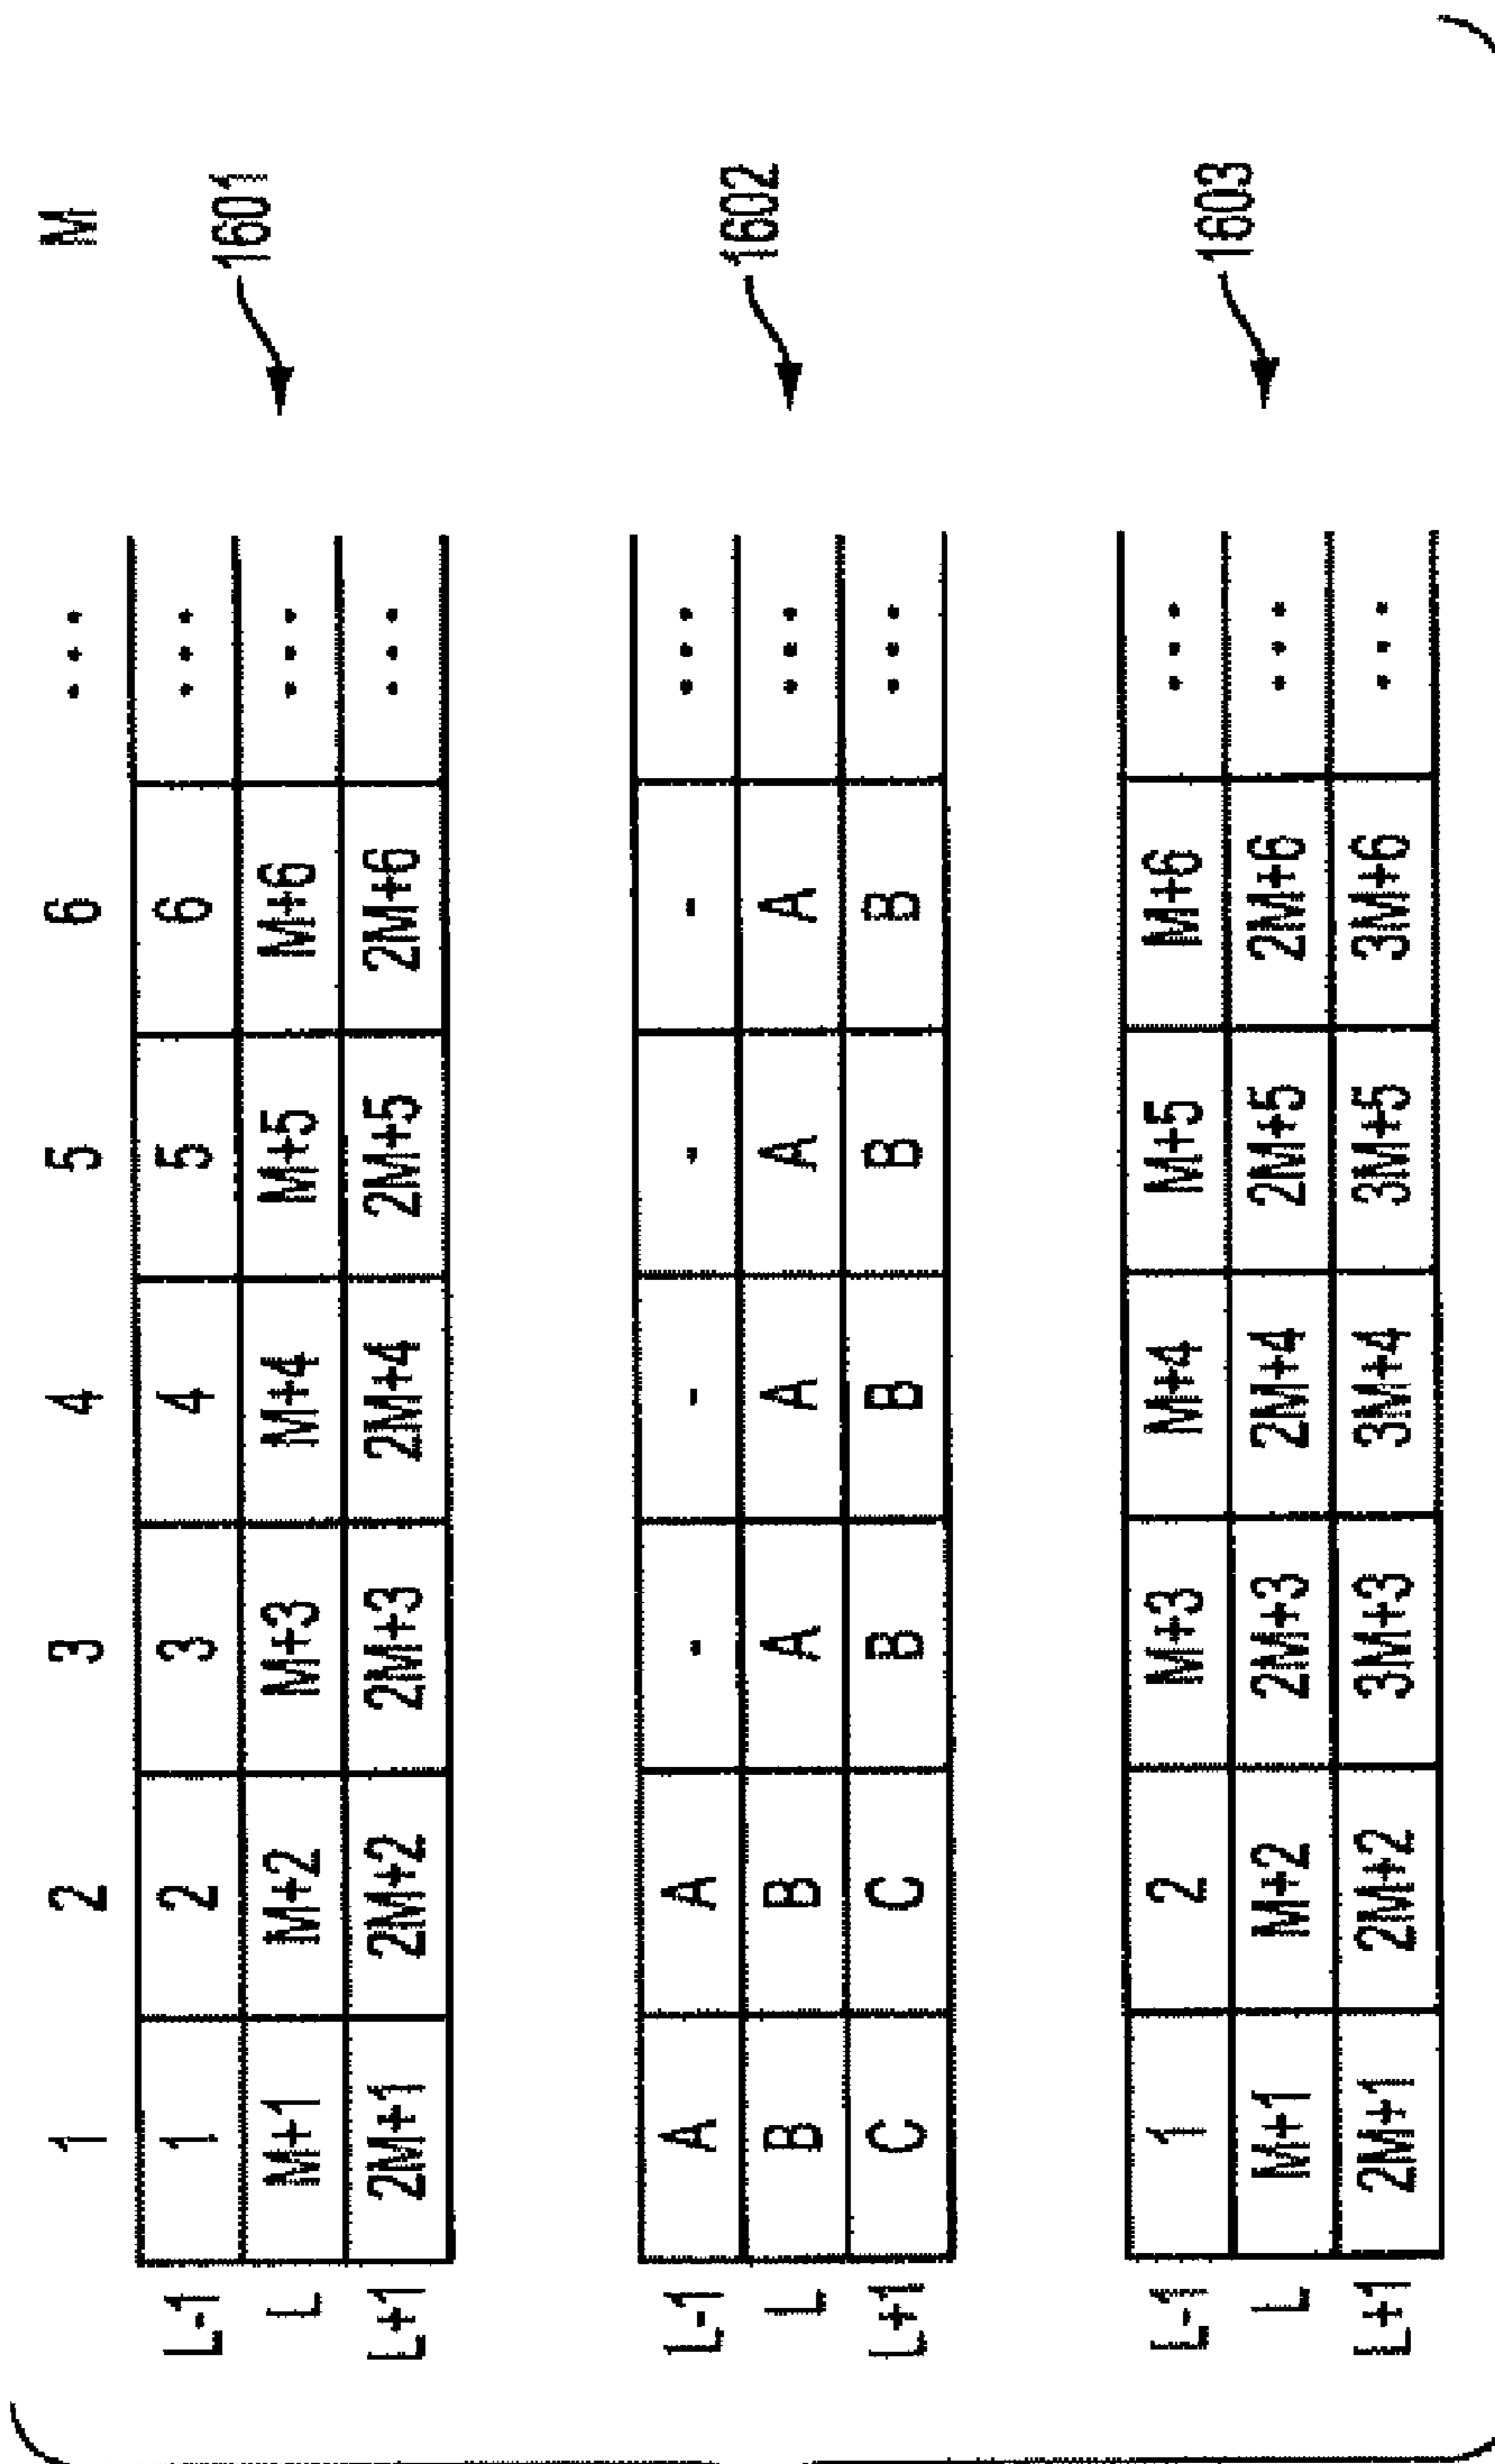 1 2 3 4 5 6 ... M
L-1 1 2 3 4 5 6 ...
L M+1 M+2 M+3 M+4 M+5 M+6 ... 1601
L+1 2M+1 2M+2 2M+3 2M+4 2M+5 2M+6 ...
L-1 A A - - - - ...
L B B A A A A ... 1602
L+1 C C B B B B ...
L-1 1 2 M+3 M+4 M+5 M+6 ...
L M+1 M+2 2M+3 2M+4 2M+5 2M+6 ... 1603
L+1 2M+1 2M+2 3M+3 3M+4 3M+5 3M+6 ...